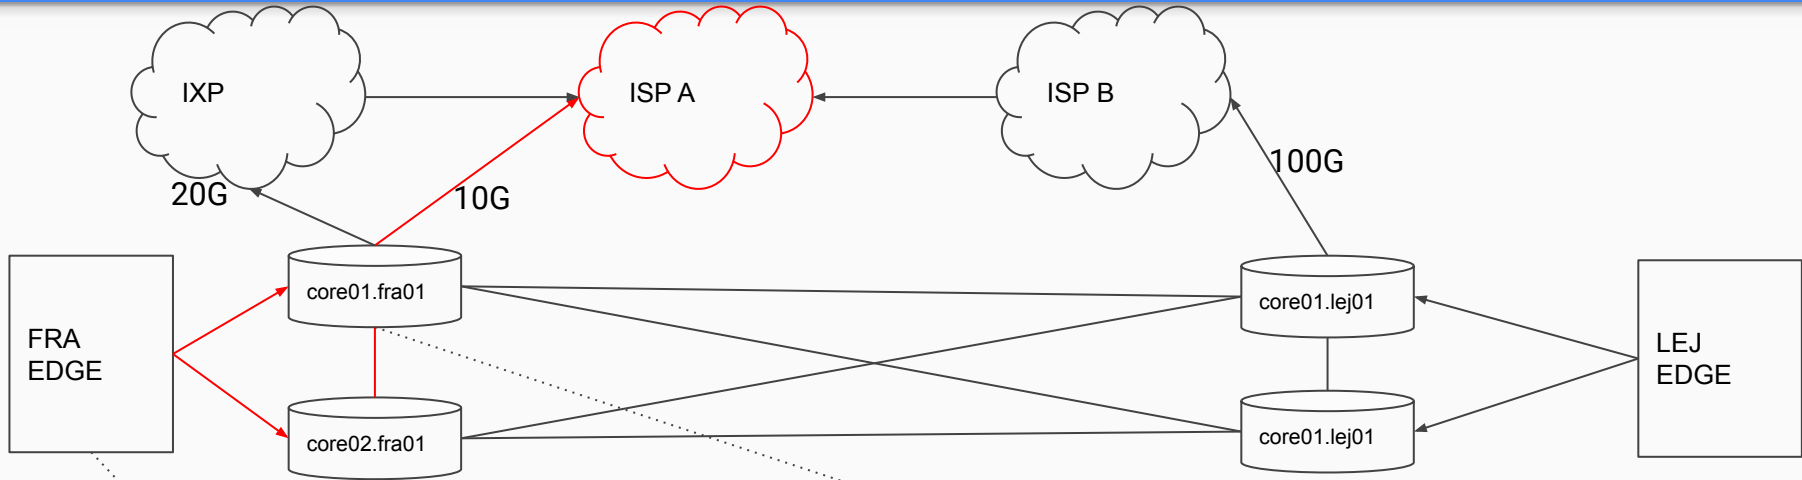 IXP
ISP A
ISP B
20G
10G
100G
core01.fra01
core01.lej01
FRA
EDGE
LEJ
EDGE
core02.fra01
core01.lej01